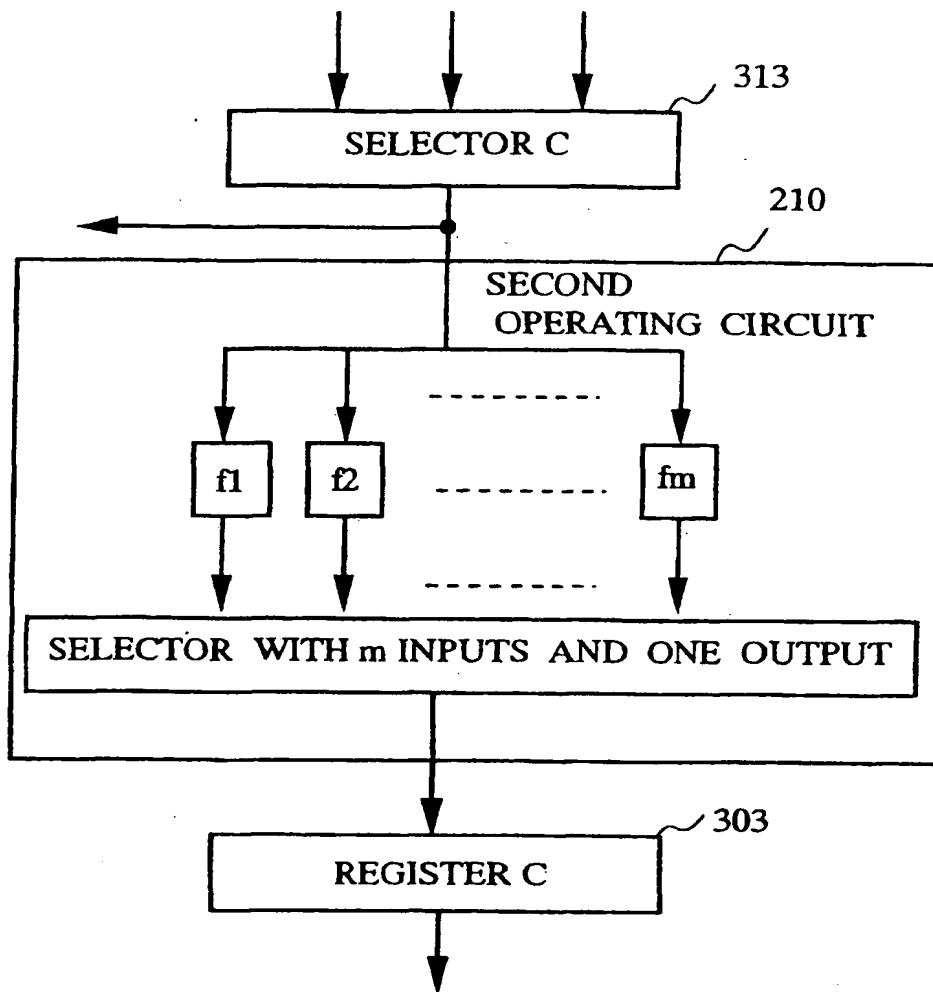 313
SELECTOR C
210
SECOND
OPERATING CIRCUIT
f1 f2 fm
SELECTOR WITH m INPUTS AND ONE OUTPUT
303
REGISTER C